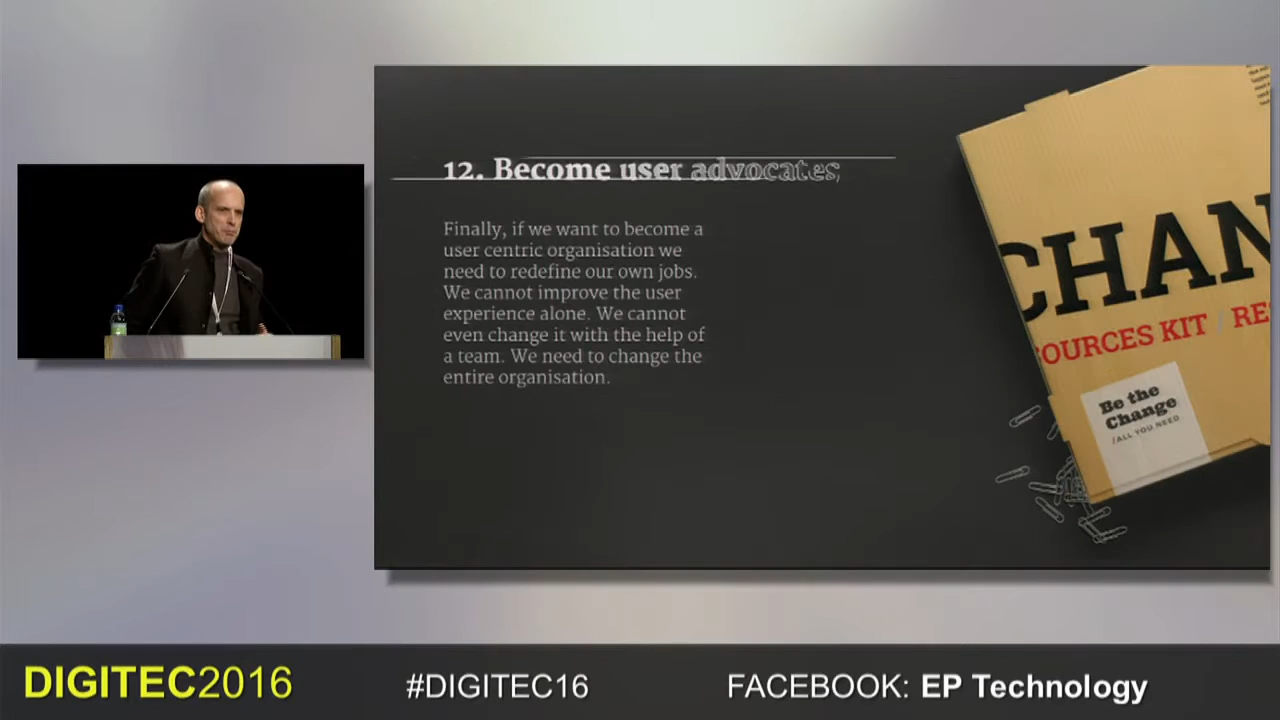 12. Become user advocates,
Finally, if we want to become a
user centric organisation we
need to redefine our own jobs.
We cannot improve the user
experience alone. We cannot
even change it with the help of
a team. We need to change the
entire organisation.
CHAN
OURCES KIT / RE
Be the
Change
/ALL YOU NEED
DIGITEC2016
#DIGITEC16
FACEBOOK: EP Technology